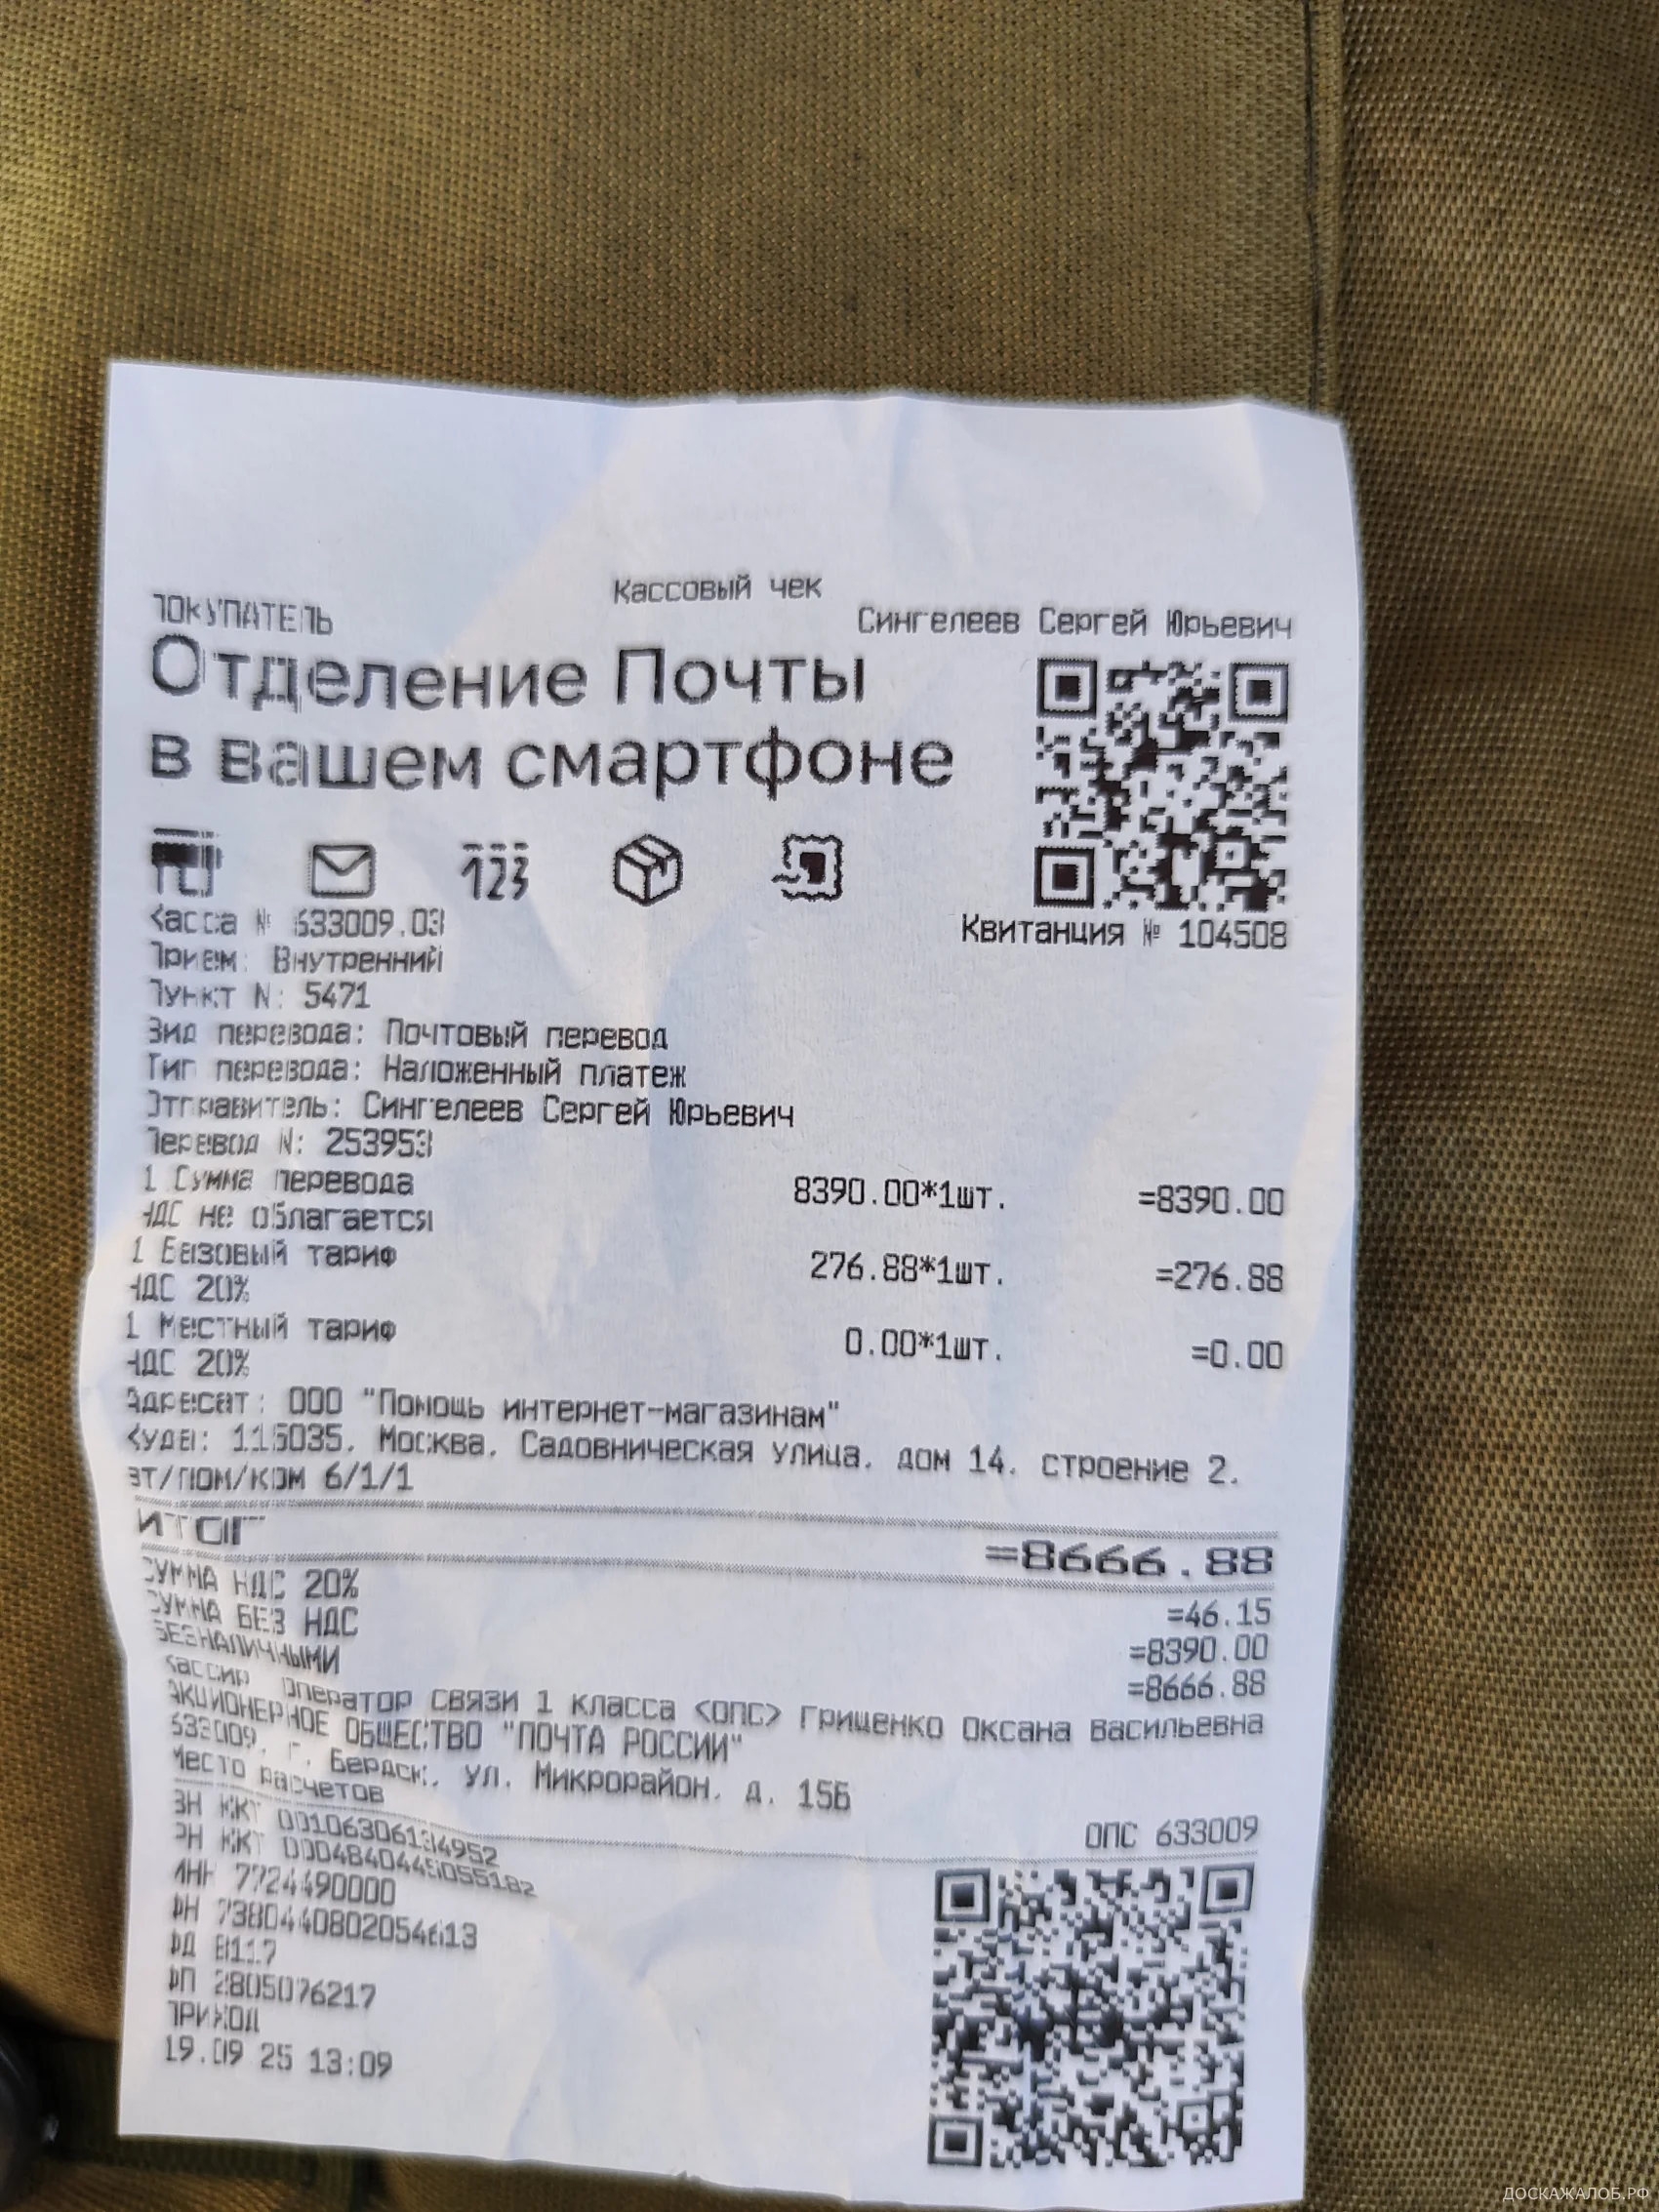 Кассовый чек
ПОКУПАТЕЛЬ Сингелеев Сергей Юрьевич
Отделение Почты
в вашем смартфоне
123
Касса № 633009.03 Квитанция № 104508
Прием: Внутренний
Пункт N: 5471
Вид перевода: Почтовый перевод
Тип перевода: Наложенный платеж
Отправитель: Сингелеев Сергей Юрьевич
Перевод N: 253953
1 Сумма перевода 8390.00*1шт. =8390.00
НДС не облагается
1 Базовый тариф 276.88*1шт. =276.88
НДС 20%
1 Местный тариф 0.00*1шт. =0.00
НДС 20%
Адресат: ООО "Помощь интернет-магазинам"
Куда: 115035, Москва, Садовническая улица, дом 14, строение 2,
эт/пом/ком 6/1/1
ИТОГ =8666.88
СУММА НДС 20% =46.15
СУММА БЕЗ НДС =8390.00
БЕЗНАЛИЧНЫМИ =8666.88
Кассир Оператор связи 1 класса <ОПС> Грищенко Оксана Васильевна
АКЦИОНЕРНОЕ ОБЩЕСТВО "ПОЧТА РОССИИ"
633009, г. Бердск, ул. Микрорайон, д. 15Б
Место расчетов ОПС 633009
ЗН ККТ 00106306134952
РН ККТ
ИНН 7724490000
ФН
ФД
ФП 2805076217
ПРИХОД
19.09 25 13:09
ДОСКАЖАЛОБ.РФ